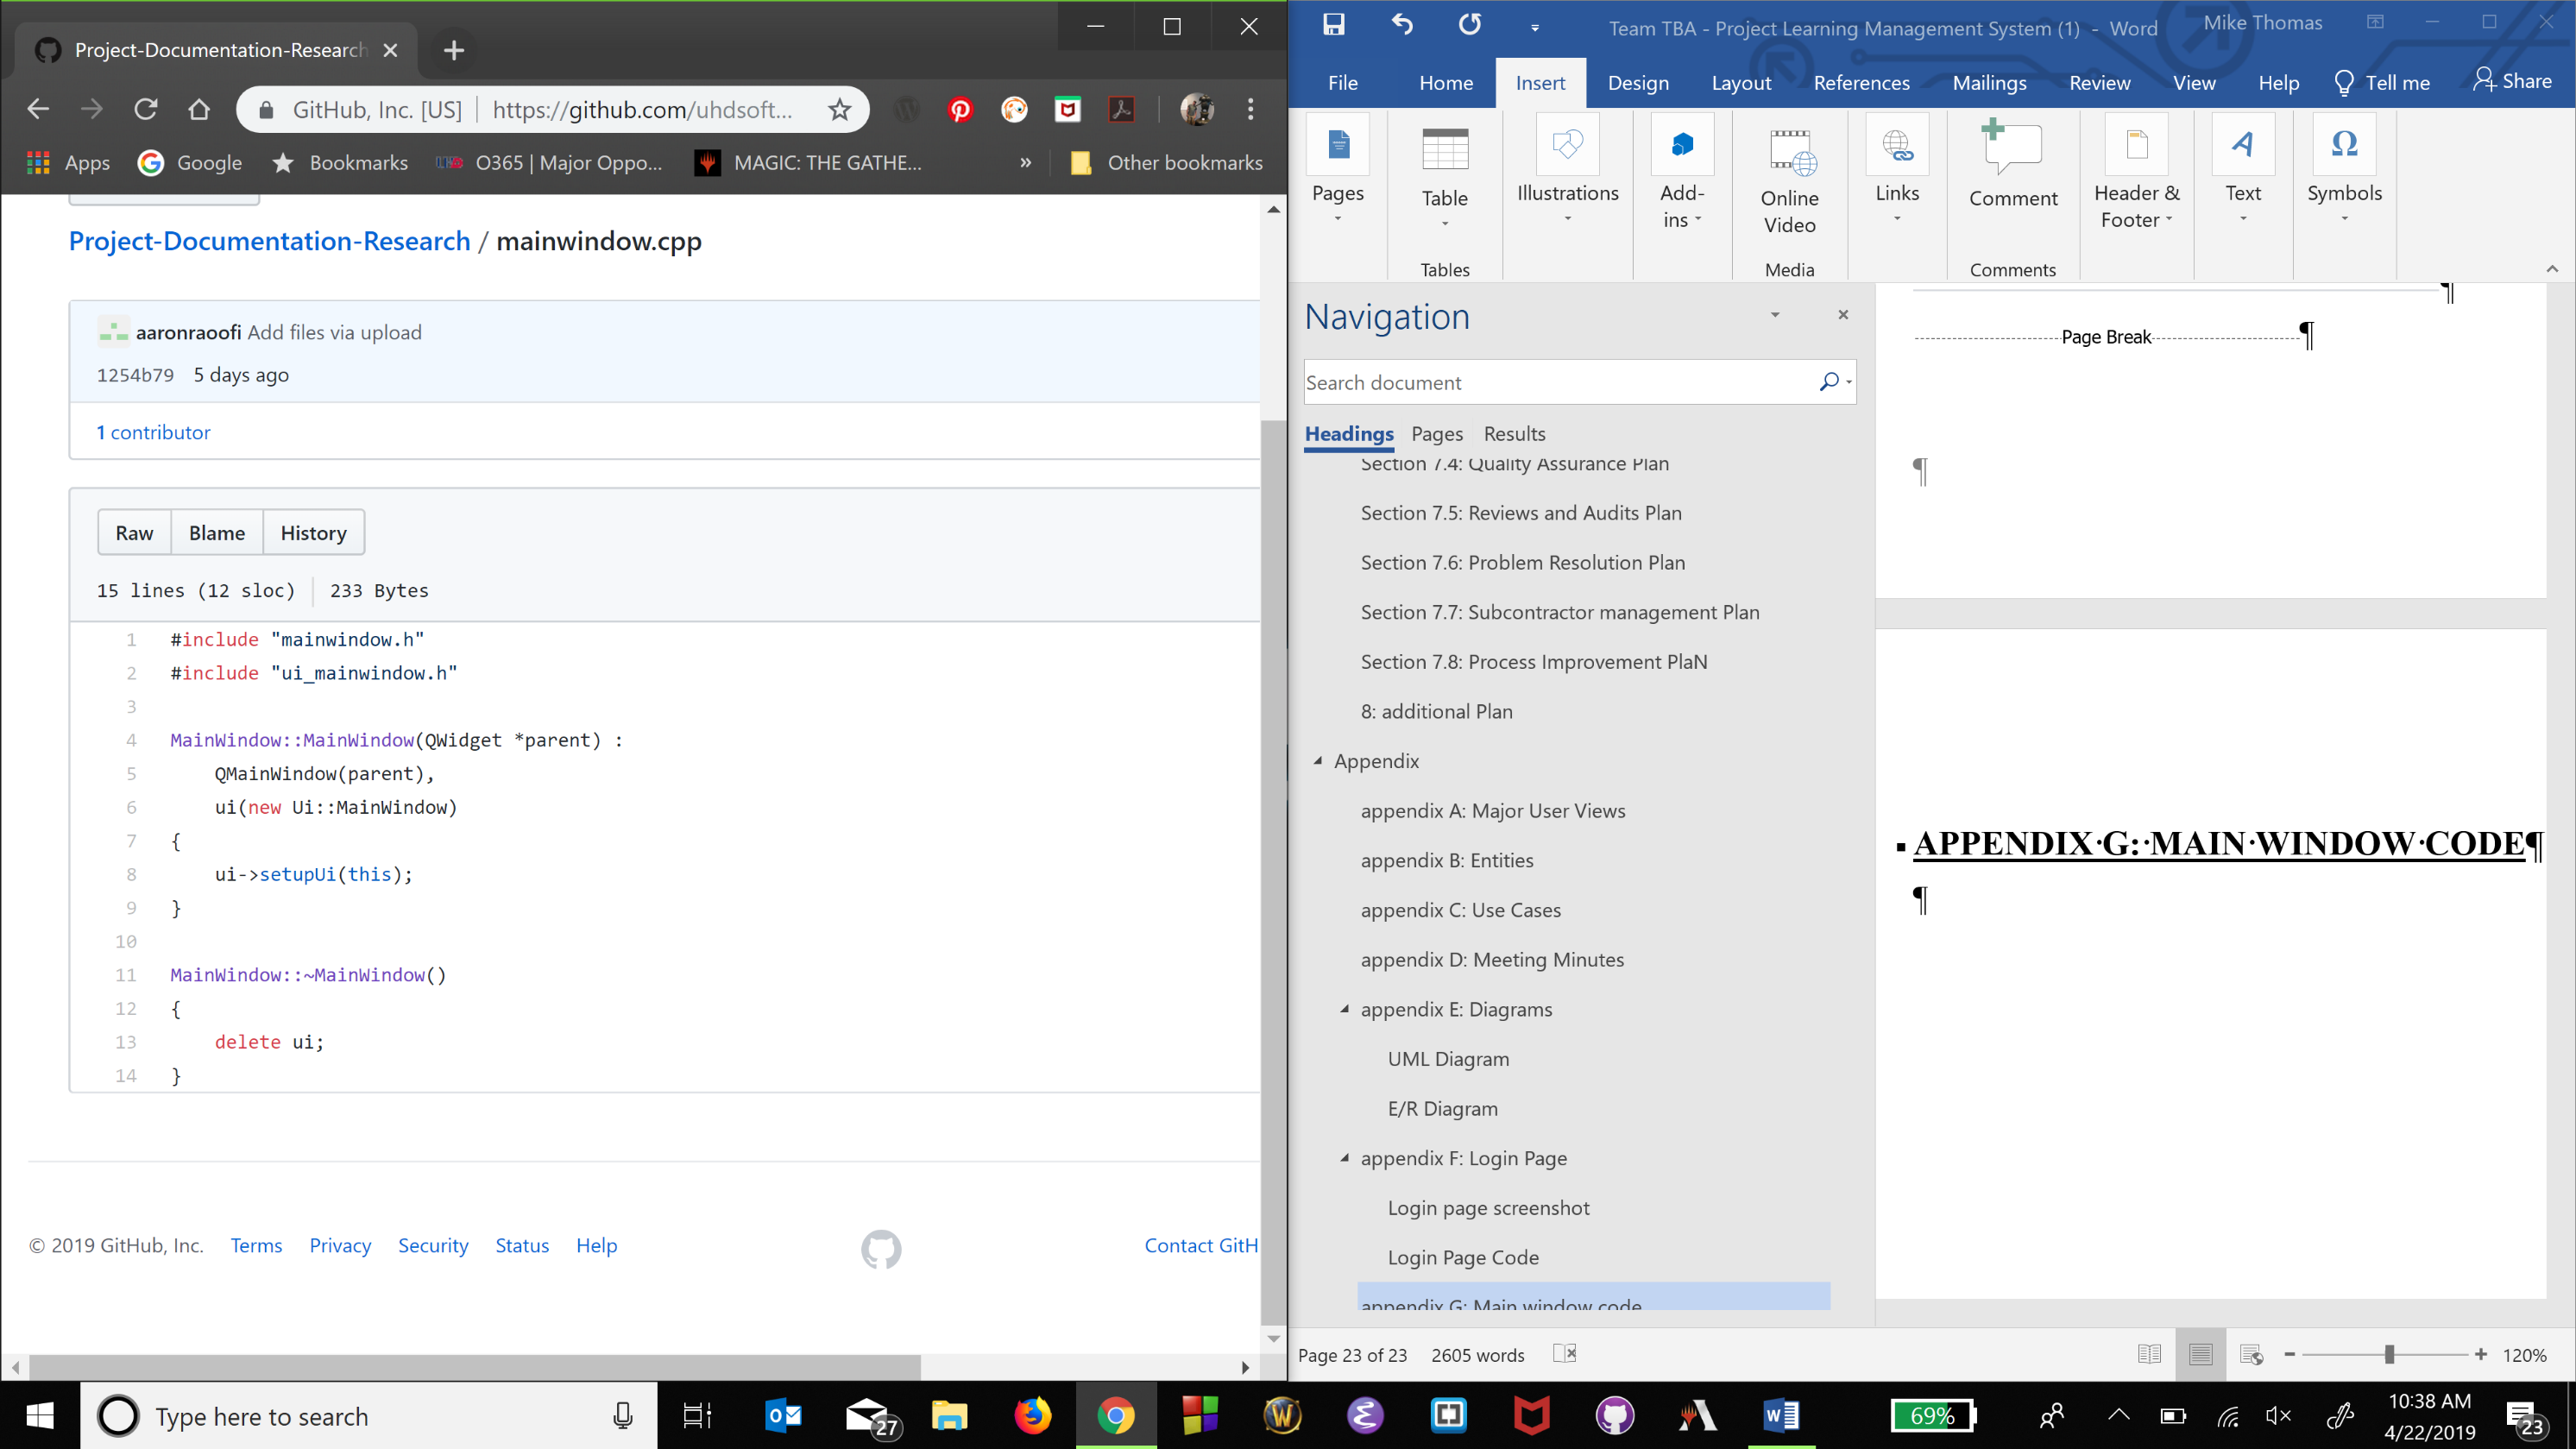 Project-Documentation-Research
GitHub, Inc. [US]
https://github.com/uhdsoft...
Apps
Google
Bookmarks
O365 | Major Oppo...
MAGIC: THE GATHE...
»
Other bookmarks
Project-Documentation-Research / mainwindow.cpp
aaronraoofi Add files via upload
1254b79 5 days ago
1 contributor
Raw Blame History
15 lines (12 sloc) 233 Bytes
1 #include "mainwindow.h"
2 #include "ui_mainwindow.h"
3
4 MainWindow::MainWindow(QWidget *parent) :
5 QMainWindow(parent),
6 ui(new Ui::MainWindow)
7 {
8 ui->setupUi(this);
9 }
10
11 MainWindow::~MainWindow()
12 {
13 delete ui;
14 }
© 2019 GitHub, Inc. Terms Privacy Security Status Help
Contact GitH
Team TBA - Project Learning Management System (1) - Word
Mike Thomas
File Home Insert Design Layout References Mailings Review View Help Tell me Share
Pages
Table
Illustrations
Add-
ins
Online
Video
Links
Comment
Header &
Footer
Text
Symbols
Tables
Media
Comments
Navigation
Search document
Headings Pages Results
Section 7.4: Quality Assurance Plan
Section 7.5: Reviews and Audits Plan
Section 7.6: Problem Resolution Plan
Section 7.7: Subcontractor management Plan
Section 7.8: Process Improvement PlaN
8: additional Plan
Appendix
appendix A: Major User Views
appendix B: Entities
appendix C: Use Cases
appendix D: Meeting Minutes
appendix E: Diagrams
UML Diagram
E/R Diagram
appendix F: Login Page
Login page screenshot
Login Page Code
appendix G: Main window code
¶
Page Break¶
¶
APPENDIX·G:·MAIN·WINDOW·CODE¶
¶
Page 23 of 23 2605 words
120%
Type here to search
27
69%
10:38 AM
4/22/2019
23